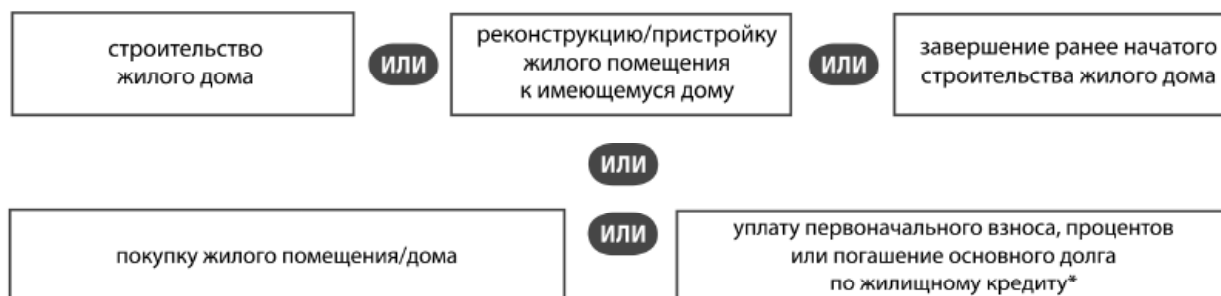 строительство
жилого дома
ИЛИ
реконструкцию/пристройку
жилого помещения
к имеющемуся дому
ИЛИ
завершение ранее начатого
строительства жилого дома
ИЛИ
покупку жилого помещения/дома
ИЛИ
уплату первоначального взноса, процентов
или погашение основного долга
по жилищному кредиту*